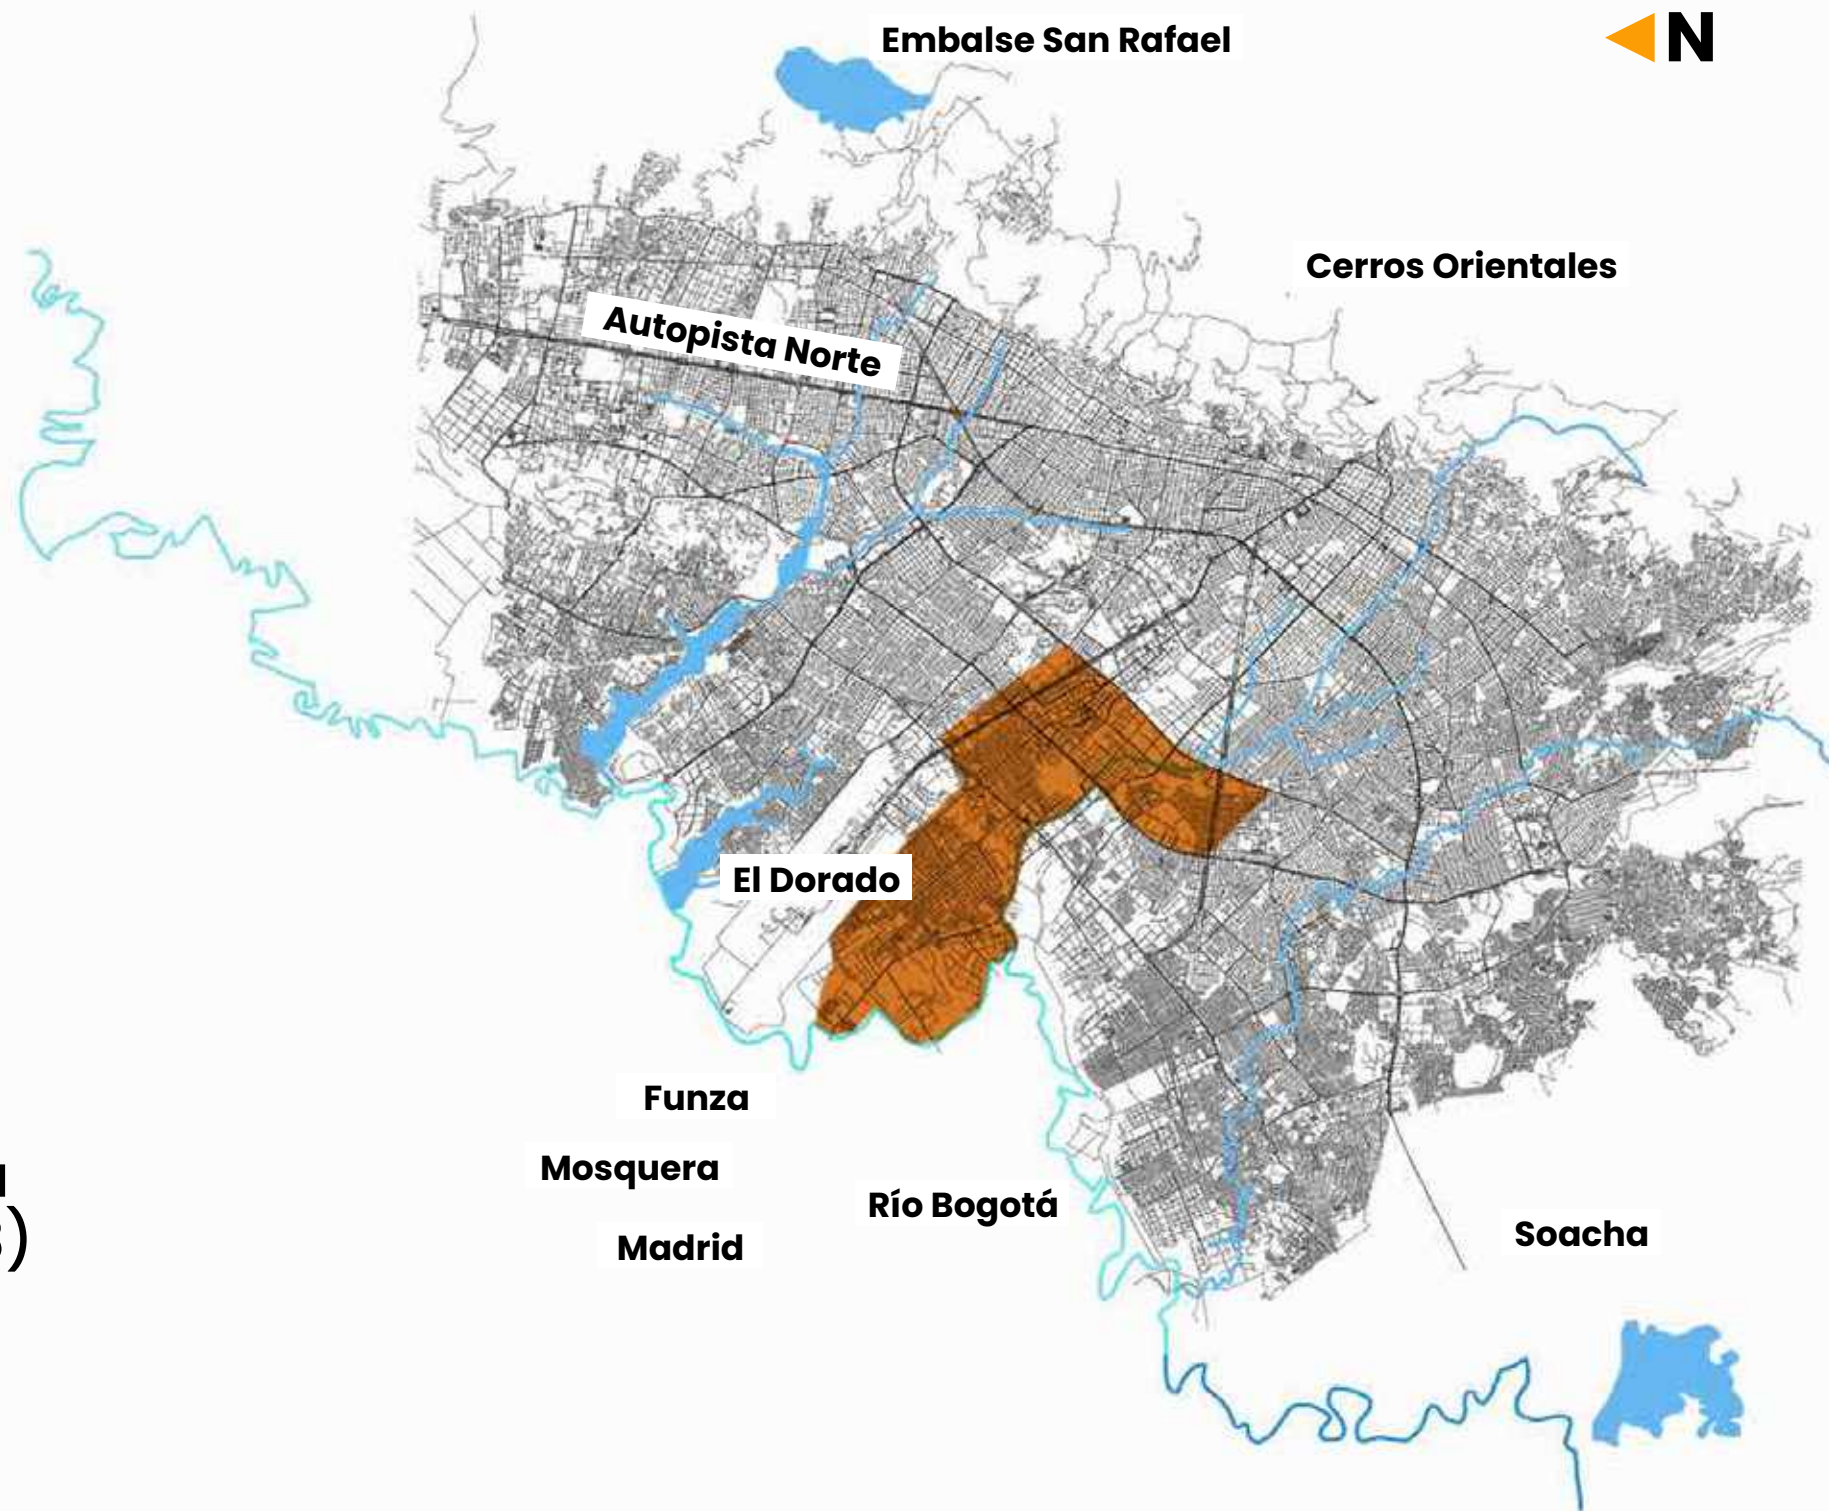 Embalse San Rafael
N
Cerros Orientales
Autopista Norte
El Dorado
Funza
Mosquera
Río Bogotá
Madrid
Soacha